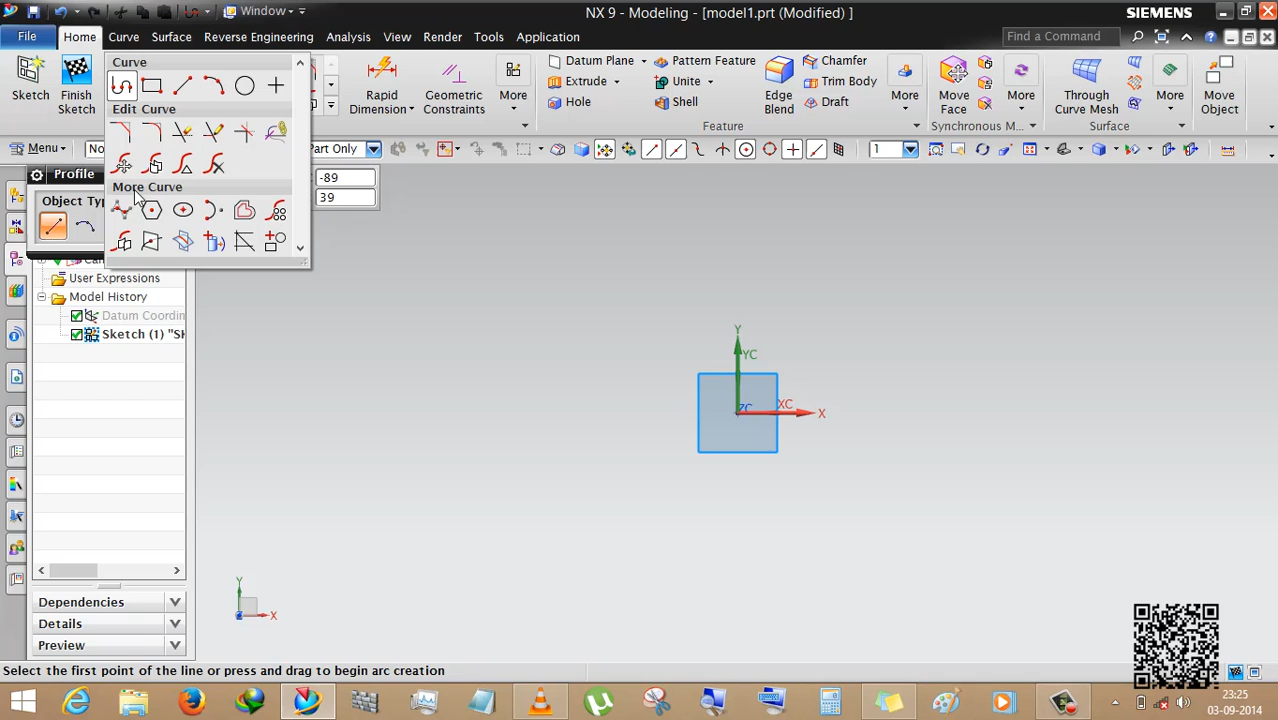 Window
NX 9 - Modeling - [model1.prt (Modified) ]
SIEMENS
File
Home
Curve
Surface
Reverse Engineering
Analysis
View
Render
Tools
Application
Find a Command
Sketch
Finish Sketch
Curve
Edit Curve
More Curve
Rapid Dimension
Geometric Constraints
More
Datum Plane
Extrude
Hole
Pattern Feature
Unite
Shell
Edge Blend
Chamfer
Trim Body
Draft
More
Feature
Move Face
More
Synchronous M...
Through Curve Mesh
More
Surface
Move Object
Menu
No
Part Only
1
Profile
-89
39
Object Typ
User Expressions
Model History
Datum Coordin
Sketch (1) "SK
Dependencies
Details
Preview
Y
YC
ZC
XC
X
Y
X
Select the first point of the line or press and drag to begin arc creation
23:25
03-09-2014